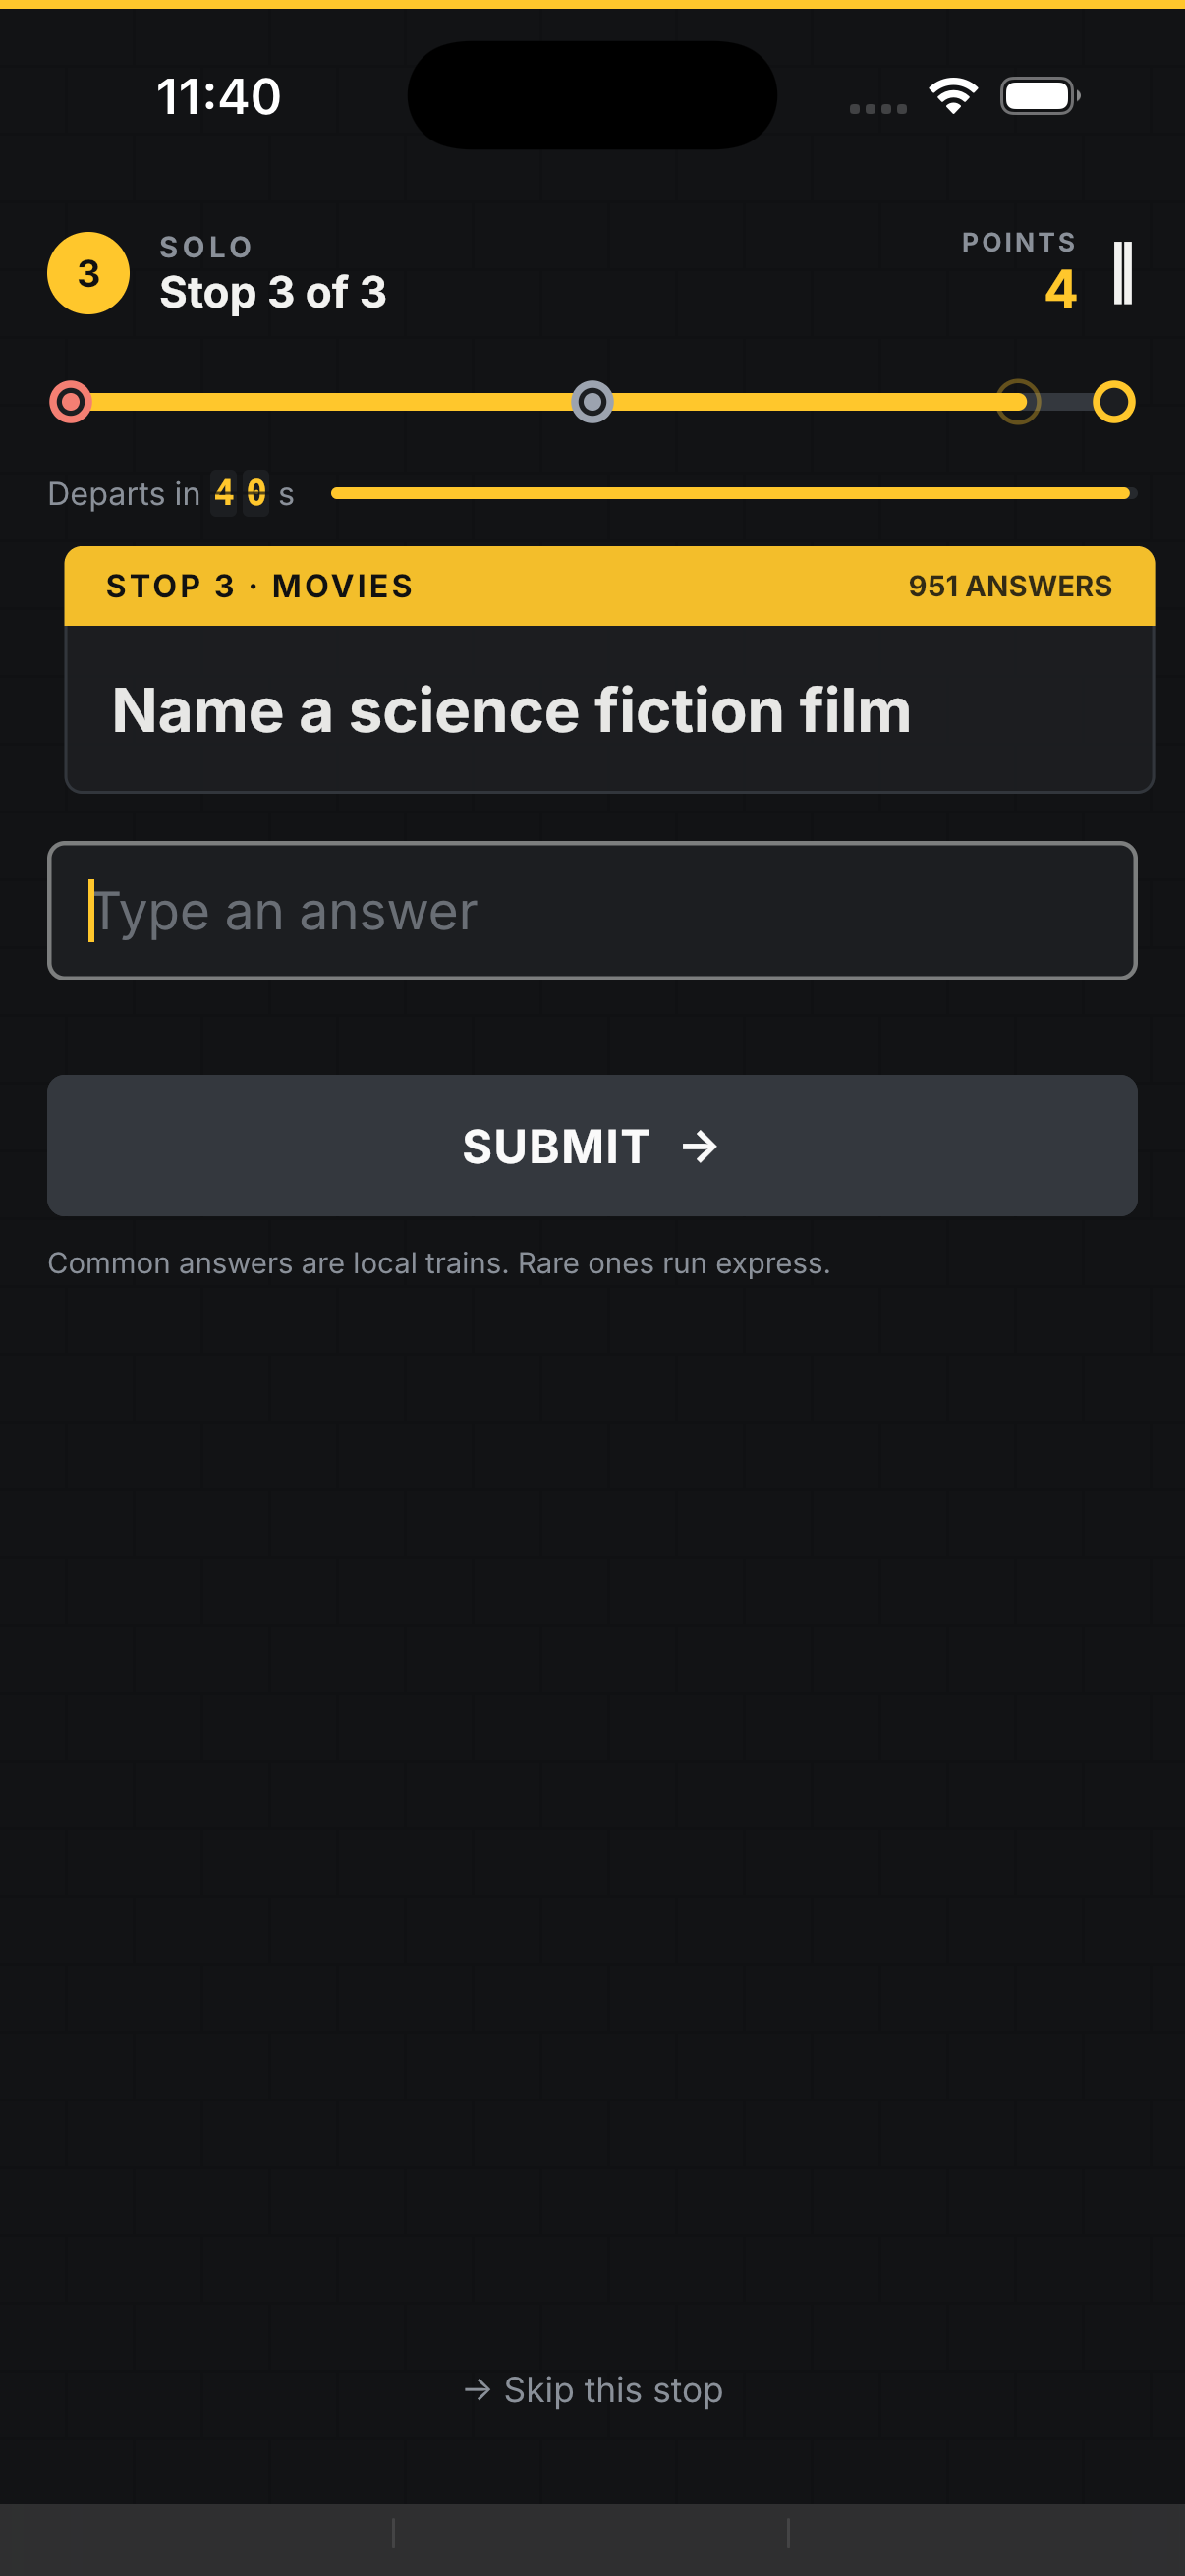 11:40
3
SOLO
Stop 3 of 3
POINTS
4
Departs in 40 s
STOP 3 · MOVIES
951 ANSWERS
Name a science fiction film
Type an answer
SUBMIT →
Common answers are local trains. Rare ones run express.
→ Skip this stop